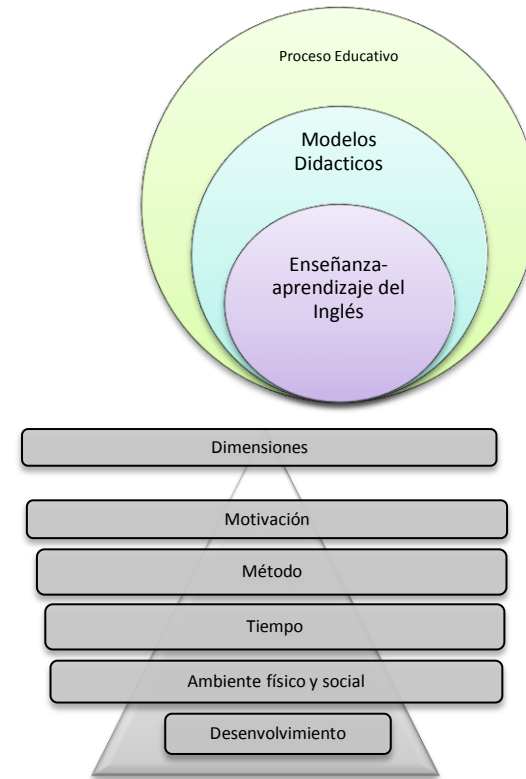 Proceso Educativo
Modelos
Didacticos
Enseñanza-
aprendizaje del
Inglés
Dimensiones
Motivación
Método
Tiempo
Ambiente físico y social
Desenvolvimiento